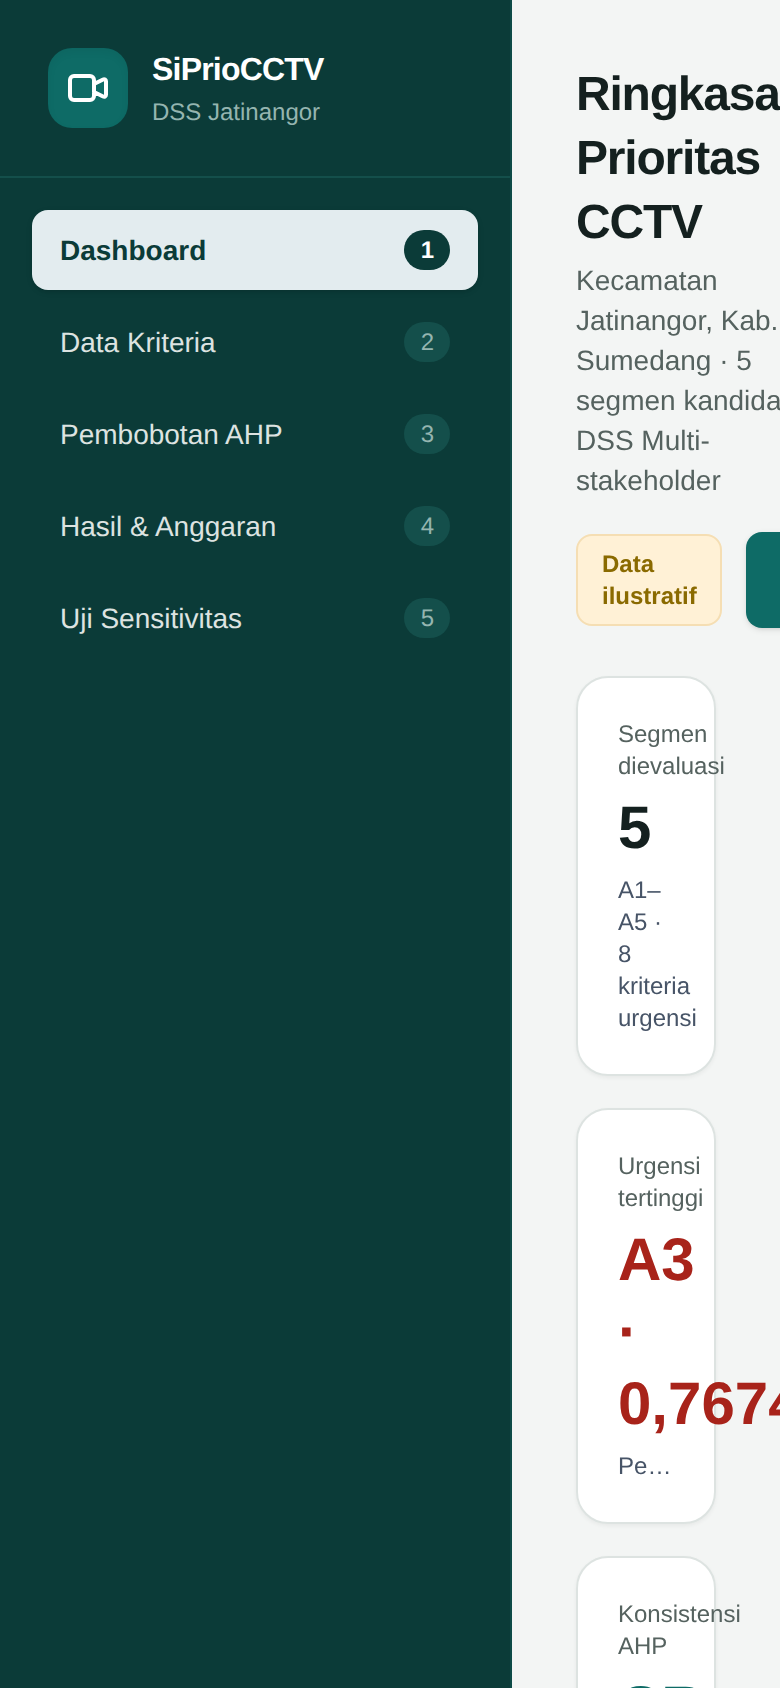 SiPrioCCTV
DSS Jatinangor
Dashboard 1
Data Kriteria 2
Pembobotan AHP 3
Hasil & Anggaran 4
Uji Sensitivitas 5
Ringkasa
Prioritas
CCTV
Kecamatan
Jatinangor, Kab.
Sumedang · 5
segmen kandida
DSS Multi-
stakeholder
Data
ilustratif
Segmen
dievaluasi
5
A1–
A5 ·
8
kriteria
urgensi
Urgensi
tertinggi
A3
·
0,7674
Pe…
Konsistensi
AHP